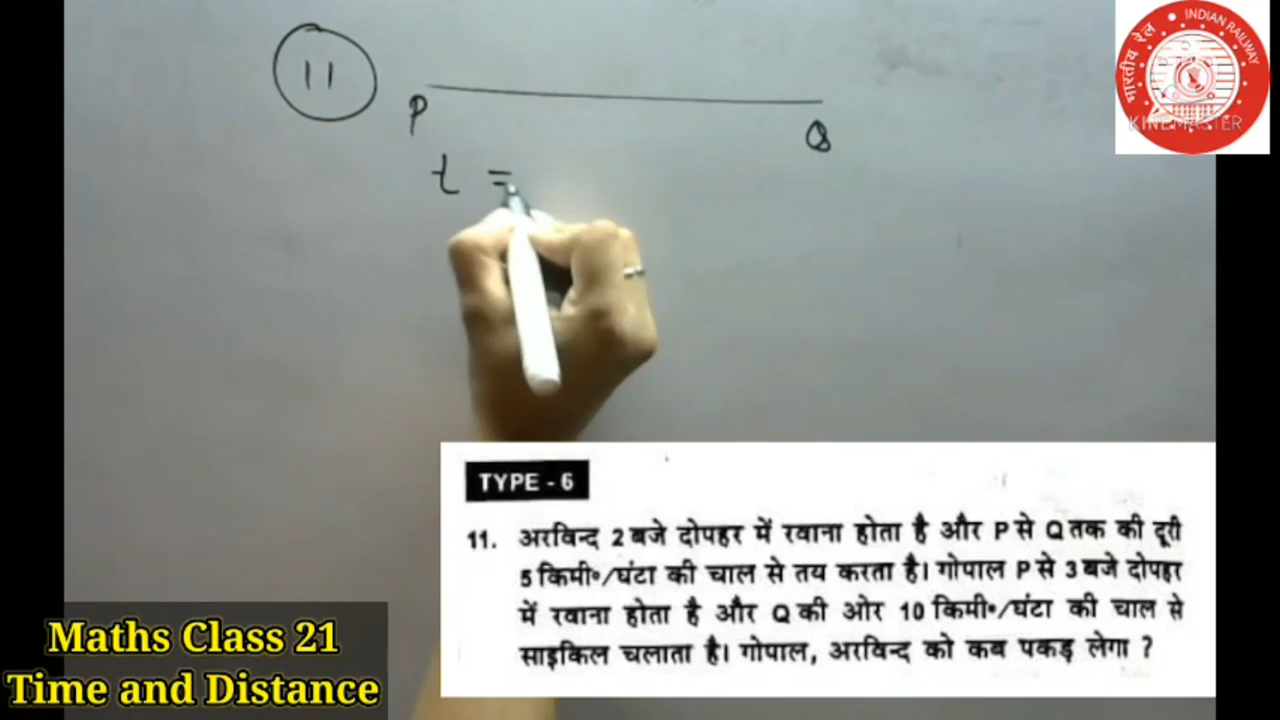 11
P
Q
t =
भारतीय रेल
INDIAN RAILWAY
KINEMASTER
TYPE - 6
11. अरविन्द 2 बजे दोपहर में रवाना होता है और P से Q तक की दूरी
5 किमी॰/घंटा की चाल से तय करता है। गोपाल P से 3 बजे दोपहर
में रवाना होता है और Q की ओर 10 किमी॰/घंटा की चाल से
साइकिल चलाता है। गोपाल, अरविन्द को कब पकड़ लेगा ?
Maths Class 21
Time and Distance